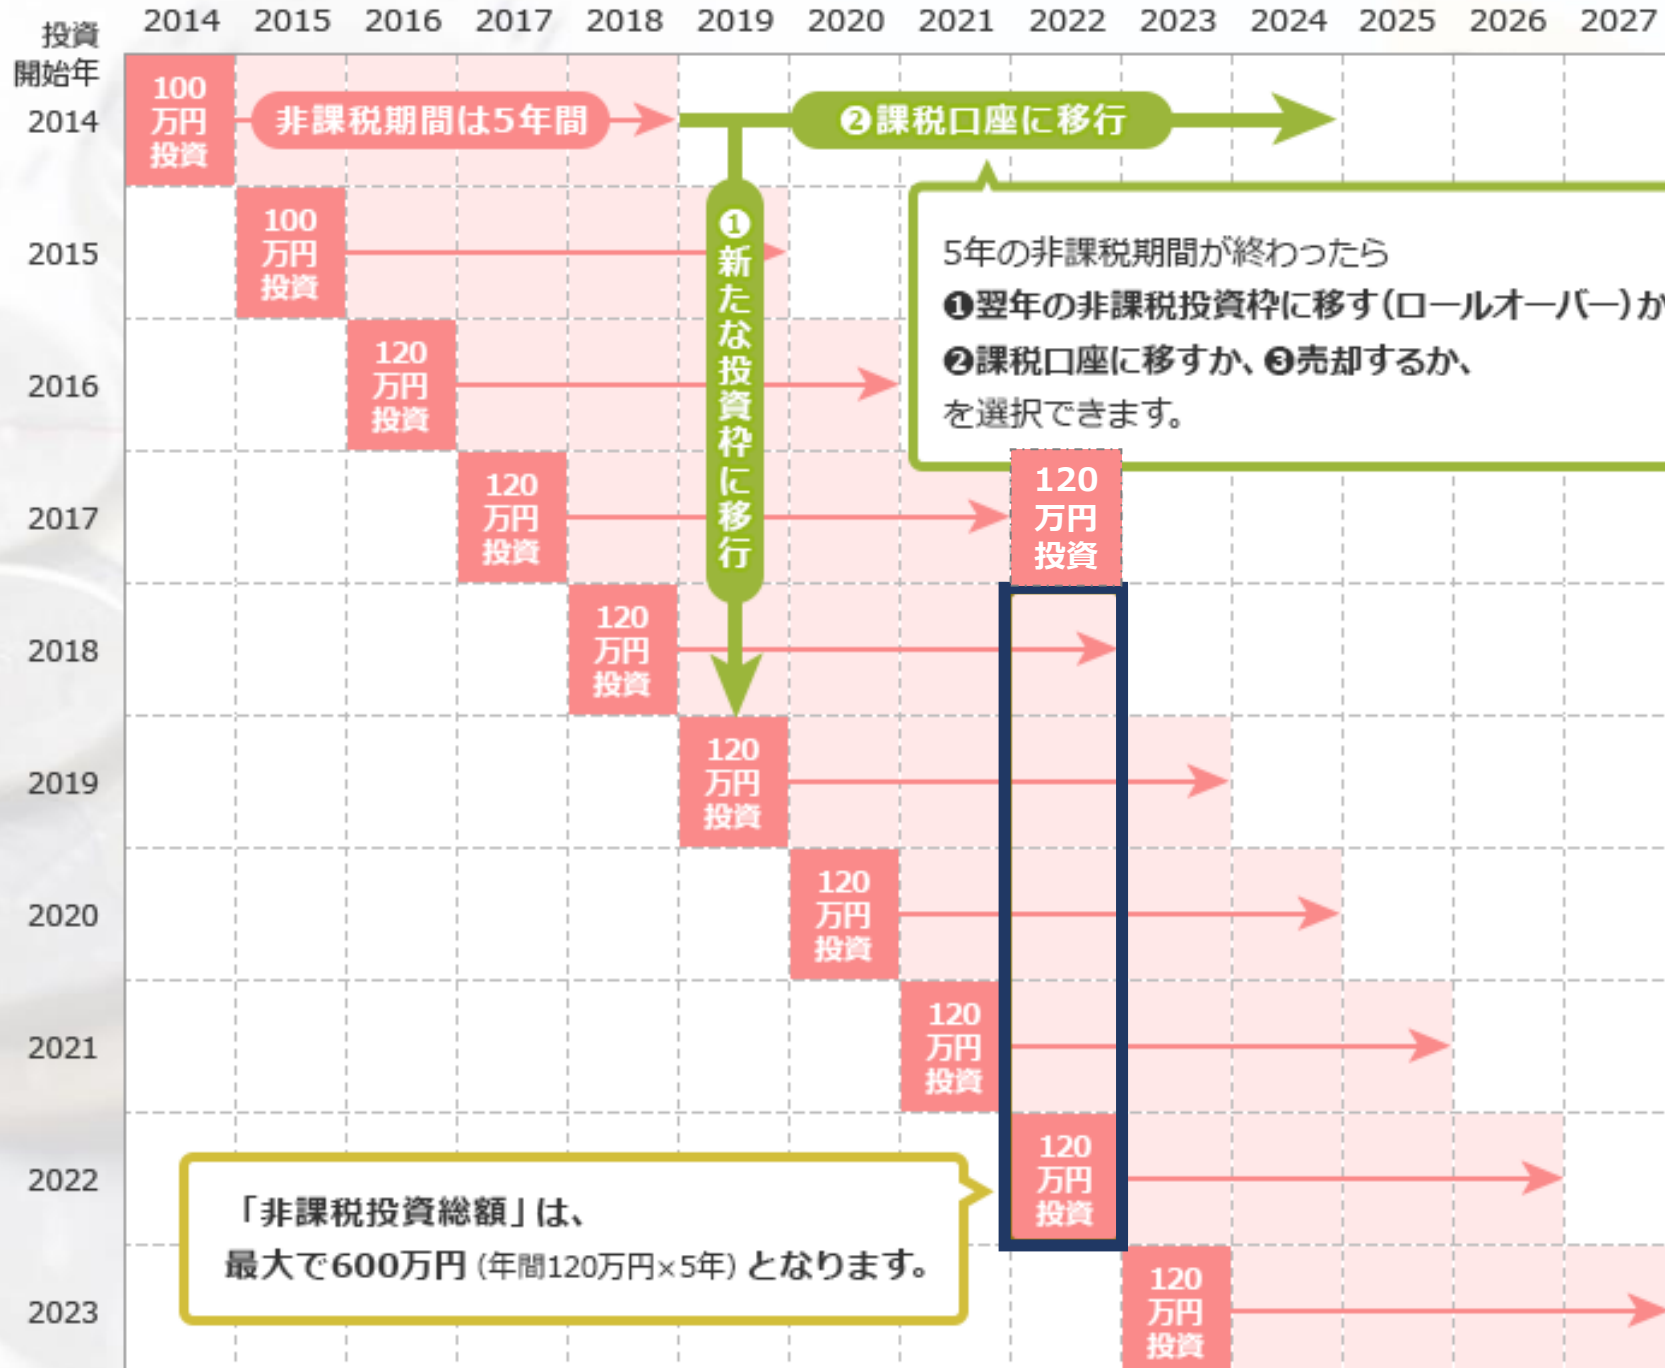 2014 2015 2016 2017 2018 2019 2020 2021 2022 2023 2024 2025 2026 2027
投資
開始年
2014
100
万円
投資
非課税期間は5年間
❷課税口座に移行
2015
100
万円
投資
❶新たな投資枠に移行
5年の非課税期間が終わったら
❶翌年の非課税投資枠に移す(ロールオーバー)か
❷課税口座に移すか、❸売却するか、
を選択できます。
2016
120
万円
投資
2017
120
万円
投資
120
万円
投資
2018
120
万円
投資
2019
120
万円
投資
2020
120
万円
投資
2021
120
万円
投資
2022
120
万円
投資
「非課税投資総額」は、
最大で600万円(年間120万円×5年)となります。
2023
120
万円
投資